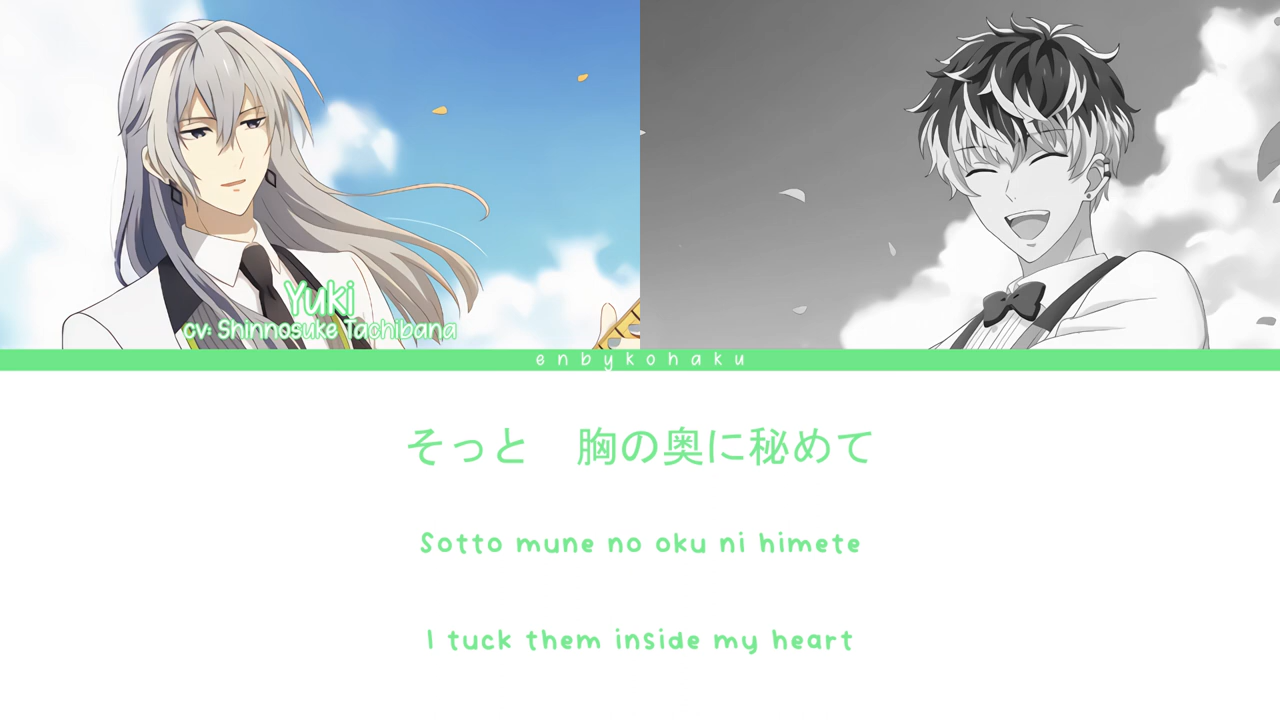 Yuki
cv: Shinnosuke Tachibana
enbykohaku
そっと　胸の奥に秘めて
Sotto mune no oku ni himete
I tuck them inside my heart